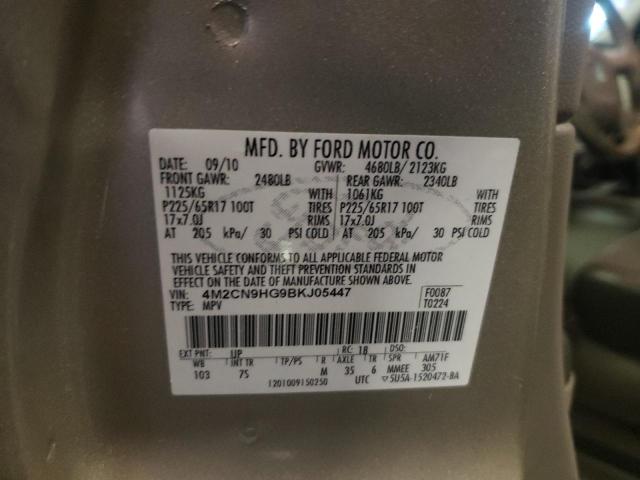 MFD. BY FORD MOTOR CO.
DATE: 09/10 GVWR: 4680LB/ 2123KG
FRONT GAWR: 2480LB REAR GAWR: 2340LB
1125KG WITH 1061KG WITH
P225/65R17 100T TIRES P225/65R17 100T TIRES
17x7.0J RIMS 17x7.0J RIMS
AT 205 kPa/ 30 PSI COLD AT 205 kPa/ 30 PSI COLD
THIS VEHICLE CONFORMS TO ALL APPLICABLE FEDERAL MOTOR
VEHICLE SAFETY AND THEFT PREVENTION STANDARDS IN
EFFECT ON THE DATE OF MANUFACTURE SHOWN ABOVE.
VIN: 4M2CN9HG9BKJ05447 F0087
TYPE: MPV T0224
EXT PNT: UP RC: 18 DSO:
WB INT TR TP/PS R AXLE TR SPR AM71F
103 7S M 35 6 MMEE 305
1201009150250 UTC ▽5U5A-1520472-BA